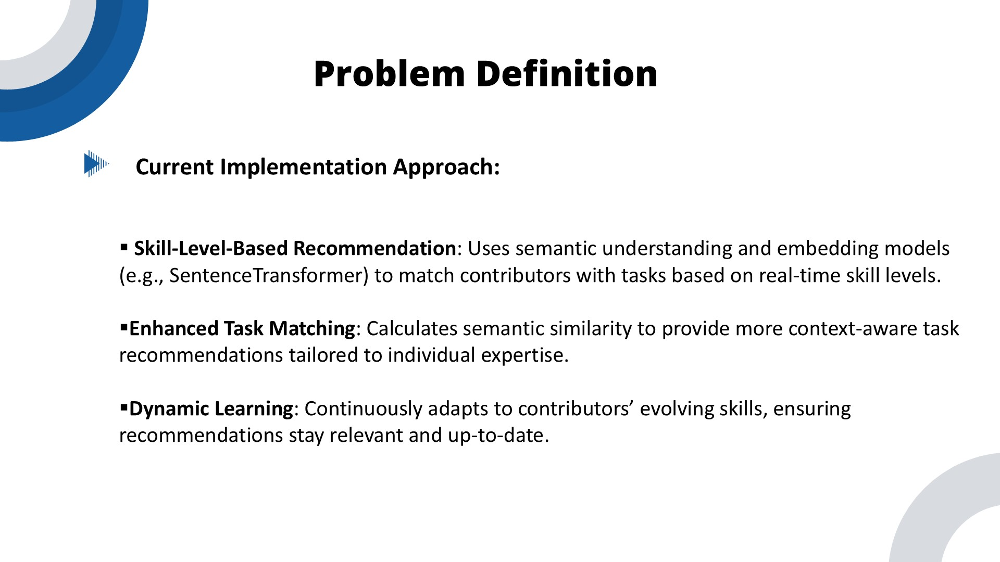 Problem Definition
Current Implementation Approach:
▪ Skill-Level-Based Recommendation: Uses semantic understanding and embedding models
(e.g., SentenceTransformer) to match contributors with tasks based on real-time skill levels.
▪Enhanced Task Matching: Calculates semantic similarity to provide more context-aware task
recommendations tailored to individual expertise.
▪Dynamic Learning: Continuously adapts to contributors’ evolving skills, ensuring
recommendations stay relevant and up-to-date.